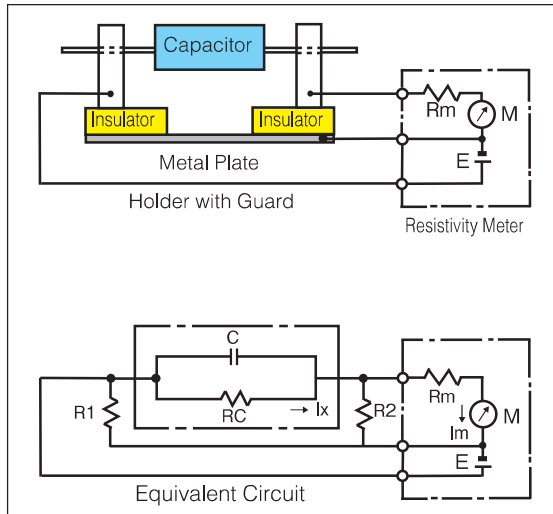 Capacitor
Rm
M
Insulator
Insulator
E
Metal Plate
Holder with Guard
Resistivity Meter
C
Rm
R1
RC
→ Ix
R2
↓
Im
M
E
Equivalent Circuit